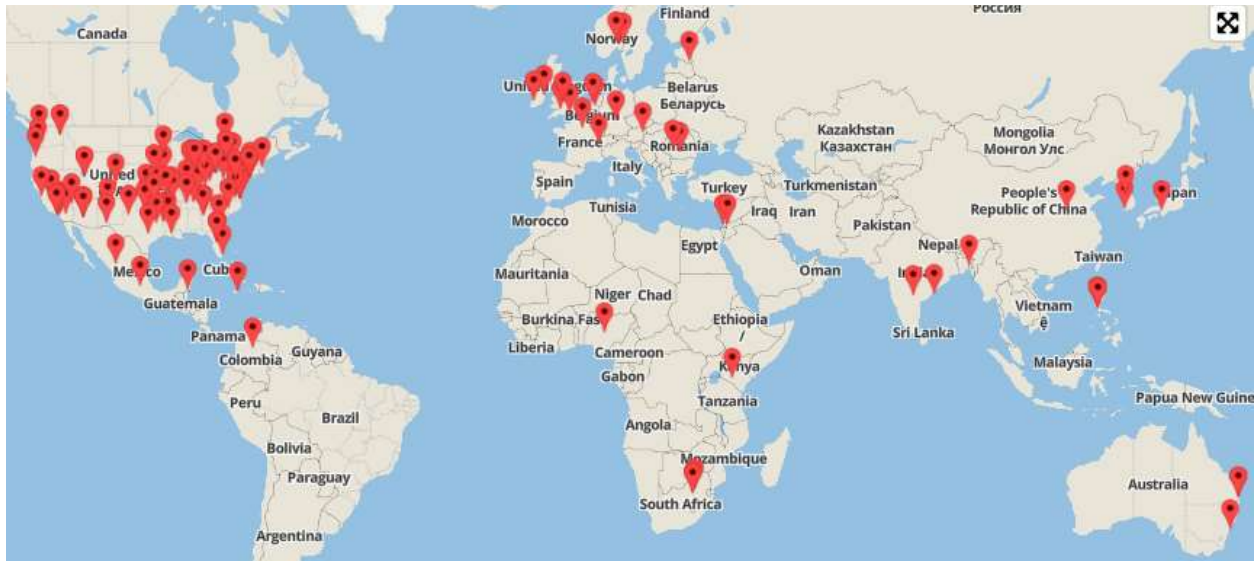 Россия
Finland
Canada
Norway
Belarus
Беларусь
Belgium
France
Romania
Kazakhstan
Казахстан
Mongolia
Монгол Улс
Italy
Spain
Turkey
Turkmenistan
People's
Republic of China
Tunisia
Morocco
Iraq
Iran
Pakistan
Nepal
Egypt
Taiwan
Mexico
Cuba
Mauritania
Oman
Guatemala
Niger
Chad
Vietnam
ệ
Burkina Faso
Ethiopia
/
Sri Lanka
Panama
Colombia
Guyana
Liberia
Cameroon
Kenya
Malaysia
Gabon
Tanzania
Papua New Guine
Peru
Brazil
Angola
Bolivia
Mozambique
Paraguay
South Africa
Australia
Argentina